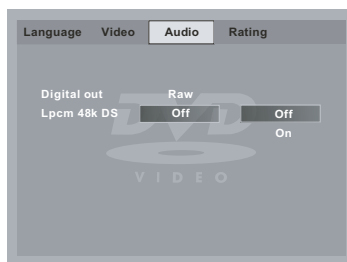 Language Video Audio Rating
Digital out Raw
Lpcm 48k DS Off Off
On
DVD
VIDEO